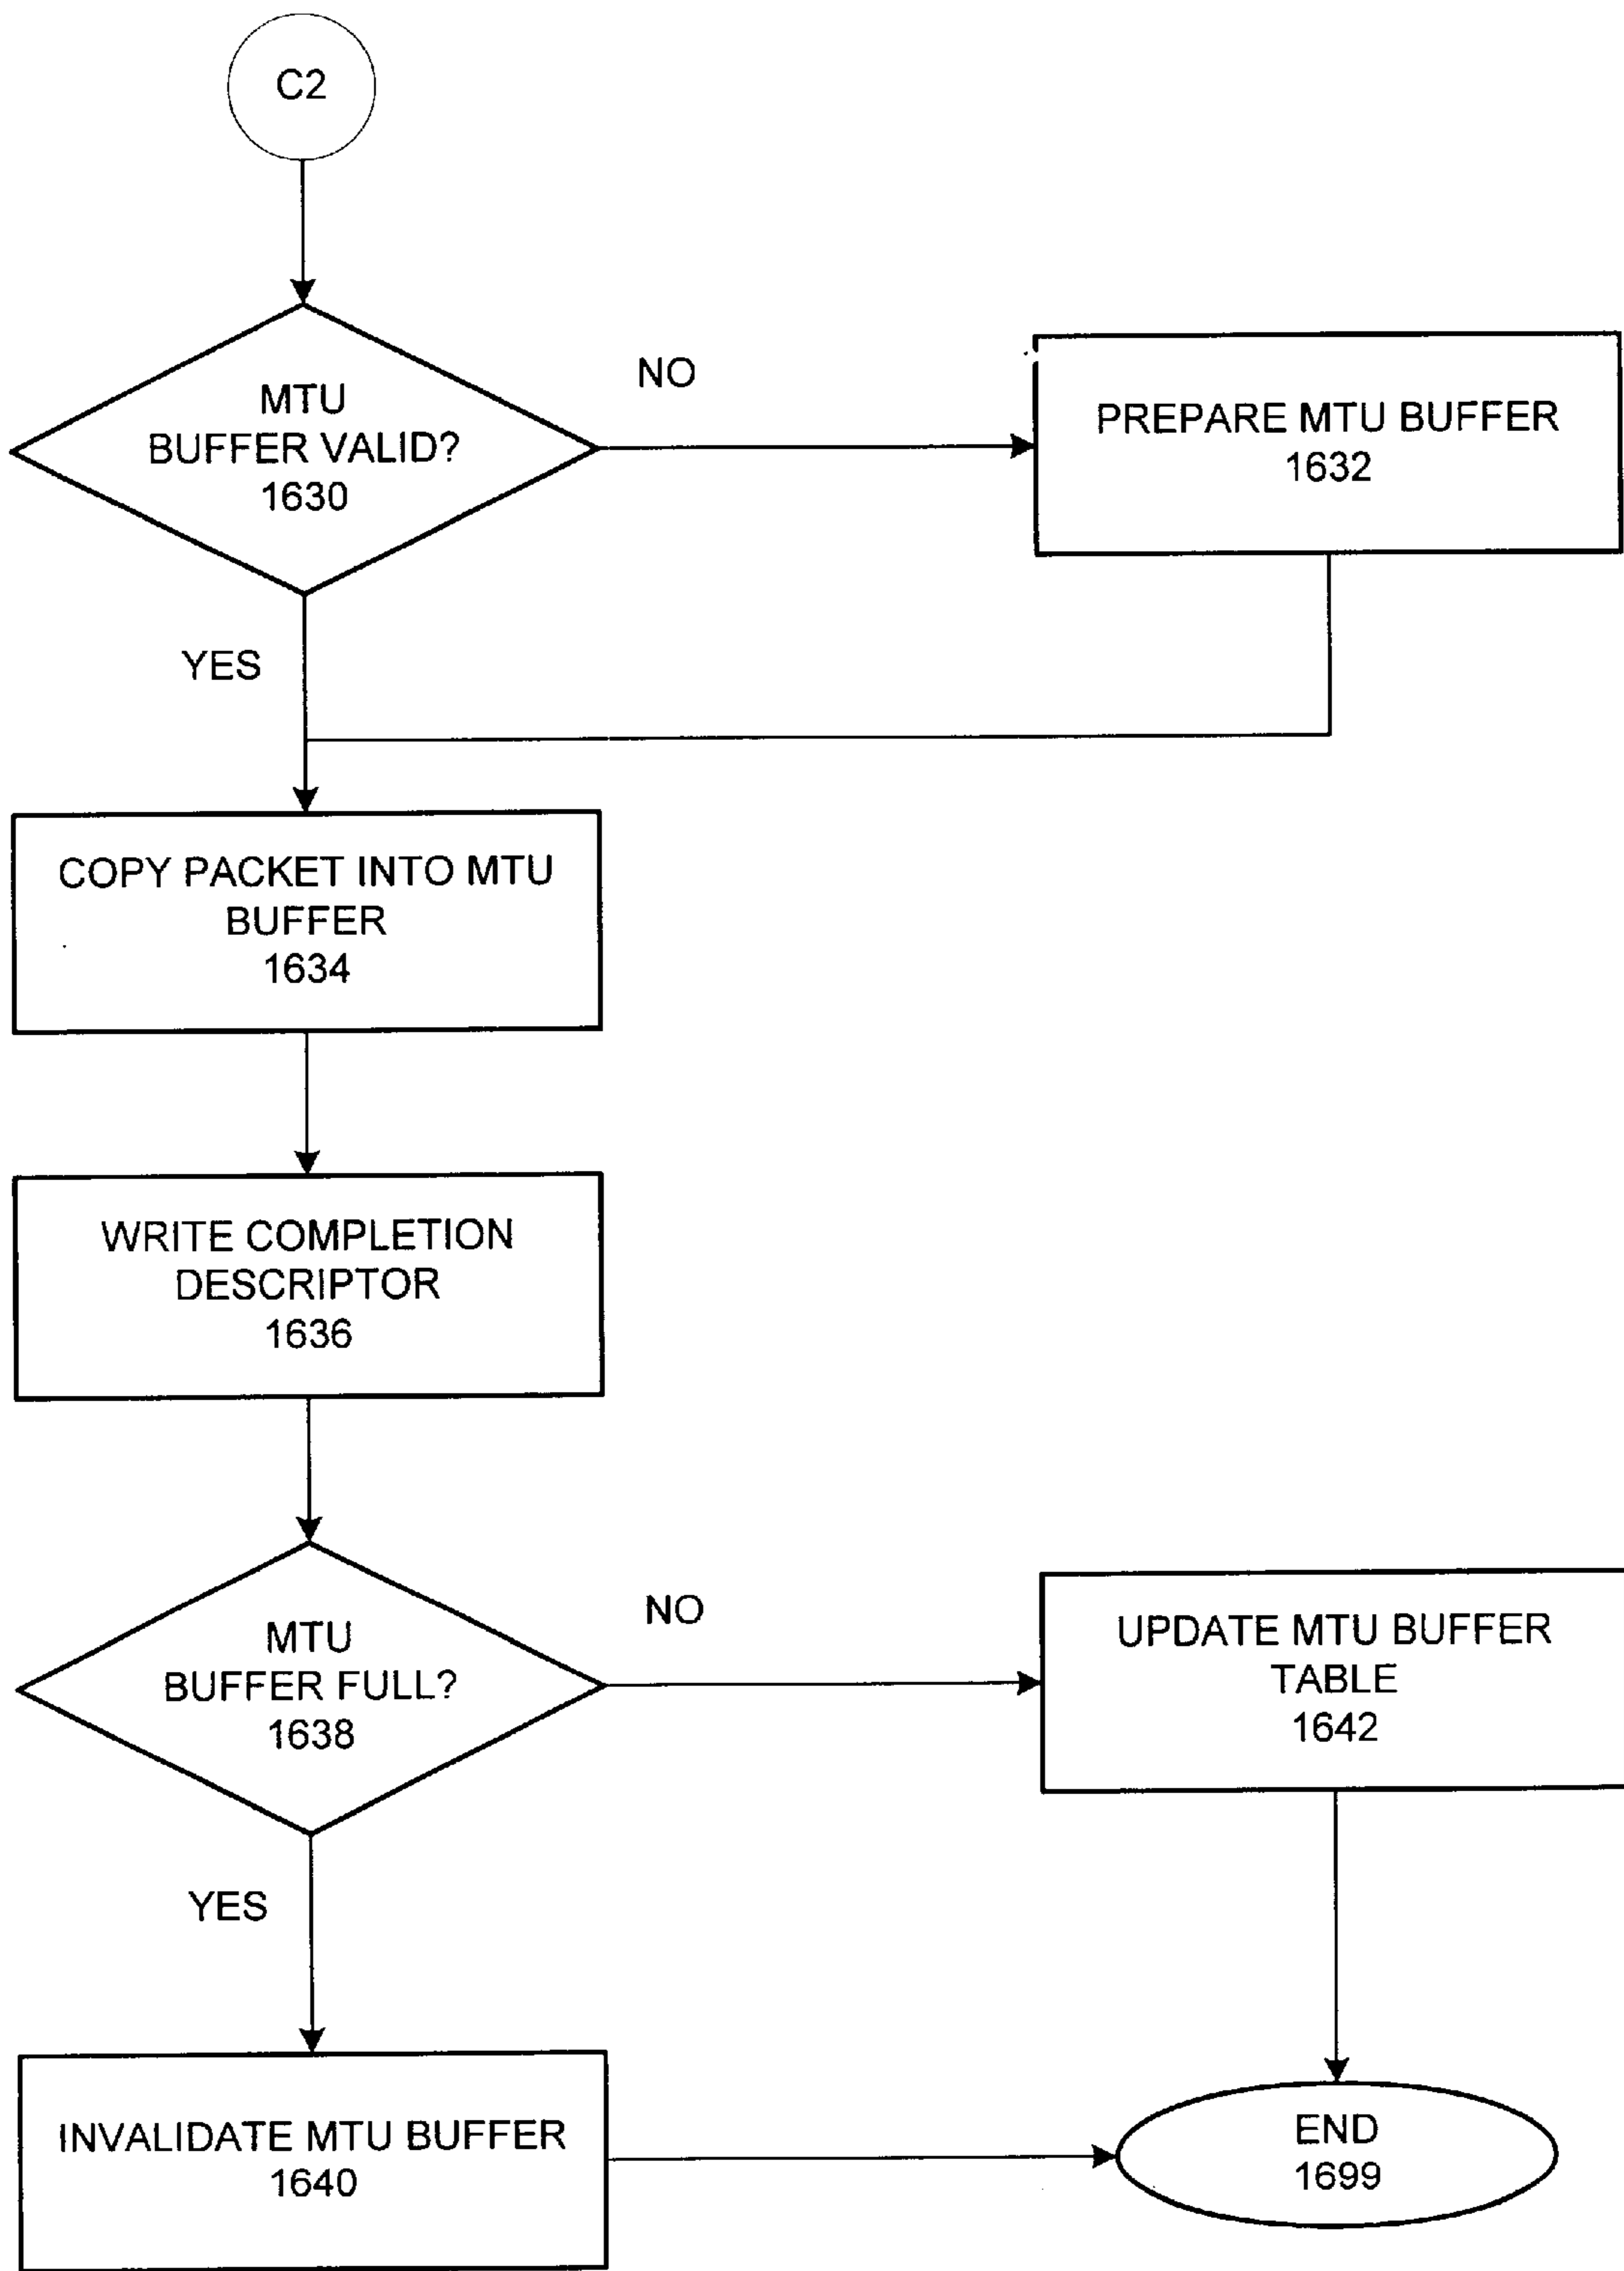 C2
MTU
BUFFER VALID?
1630
NO
PREPARE MTU BUFFER
1632
YES
COPY PACKET INTO MTU
BUFFER
1634
WRITE COMPLETION
DESCRIPTOR
1636
MTU
BUFFER FULL?
1638
NO
UPDATE MTU BUFFER
TABLE
1642
YES
INVALIDATE MTU BUFFER
1640
END
1699